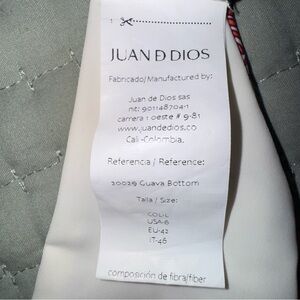 JUAN D DIOS
Fabricado/Manufactured by:
Juan de Dios sas
nit: 901148704-1
carrera 1 oeste # 9-81
www.juandedios.co
Cali-Colombia.
Referencia / Reference:
20029 Guava Bottom
Talla / Size:
COL-L
USA-6
EU-42
IT-46
composición de fibra/fiber